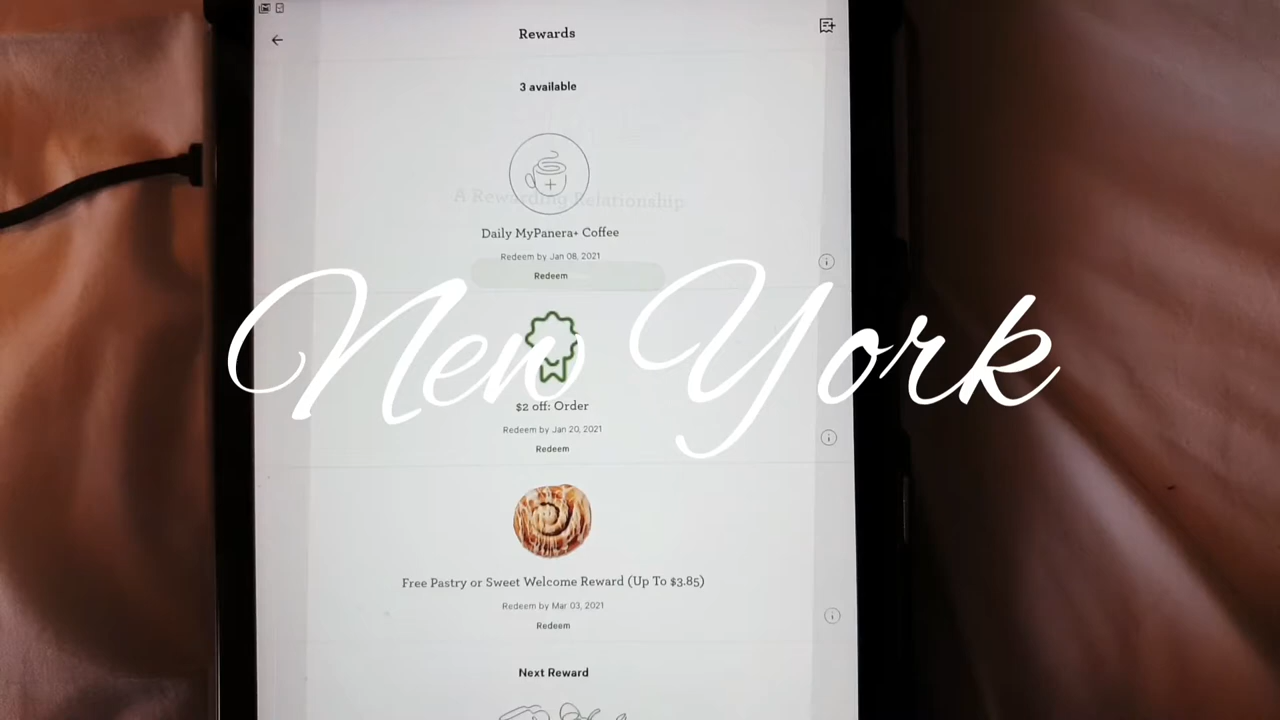 Rewards
3 available
A Rewarding Relationship
Daily MyPanera+ Coffee
Redeem by Jan 08, 2021
Redeem
New York
$2 off: Order
Redeem by Jan 20, 2021
Redeem
Free Pastry or Sweet Welcome Reward (Up To $3.85)
Redeem by Mar 03, 2021
Redeem
Next Reward